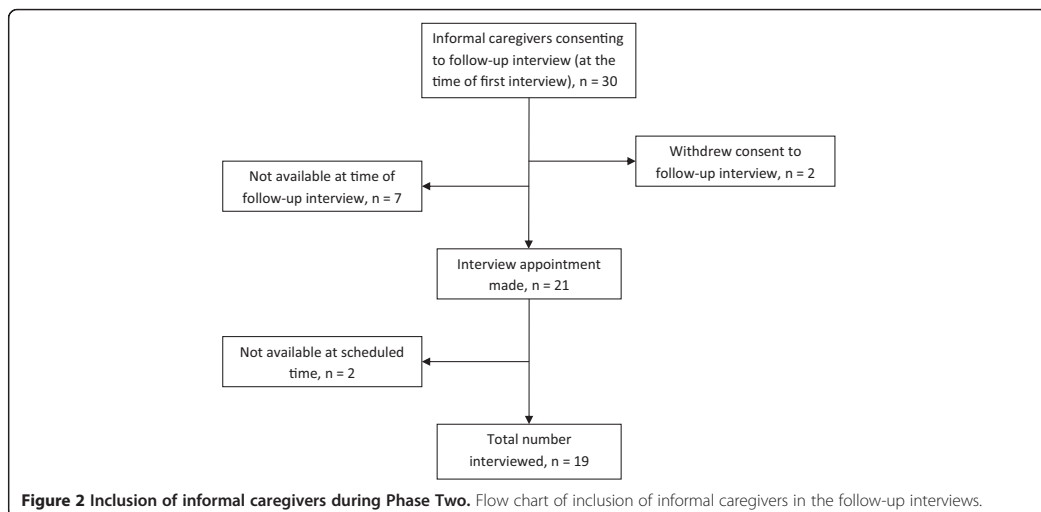 Informal caregivers consenting
to follow-up interview (at the
time of first interview), n = 30
Withdrew consent to
follow-up interview, n = 2
Not available at time of
follow-up interview, n = 7
Interview appointment
made, n = 21
Not available at scheduled
time, n = 2
Total number
interviewed, n = 19
Figure 2 Inclusion of informal caregivers during Phase Two. Flow chart of inclusion of informal caregivers in the follow-up interviews.